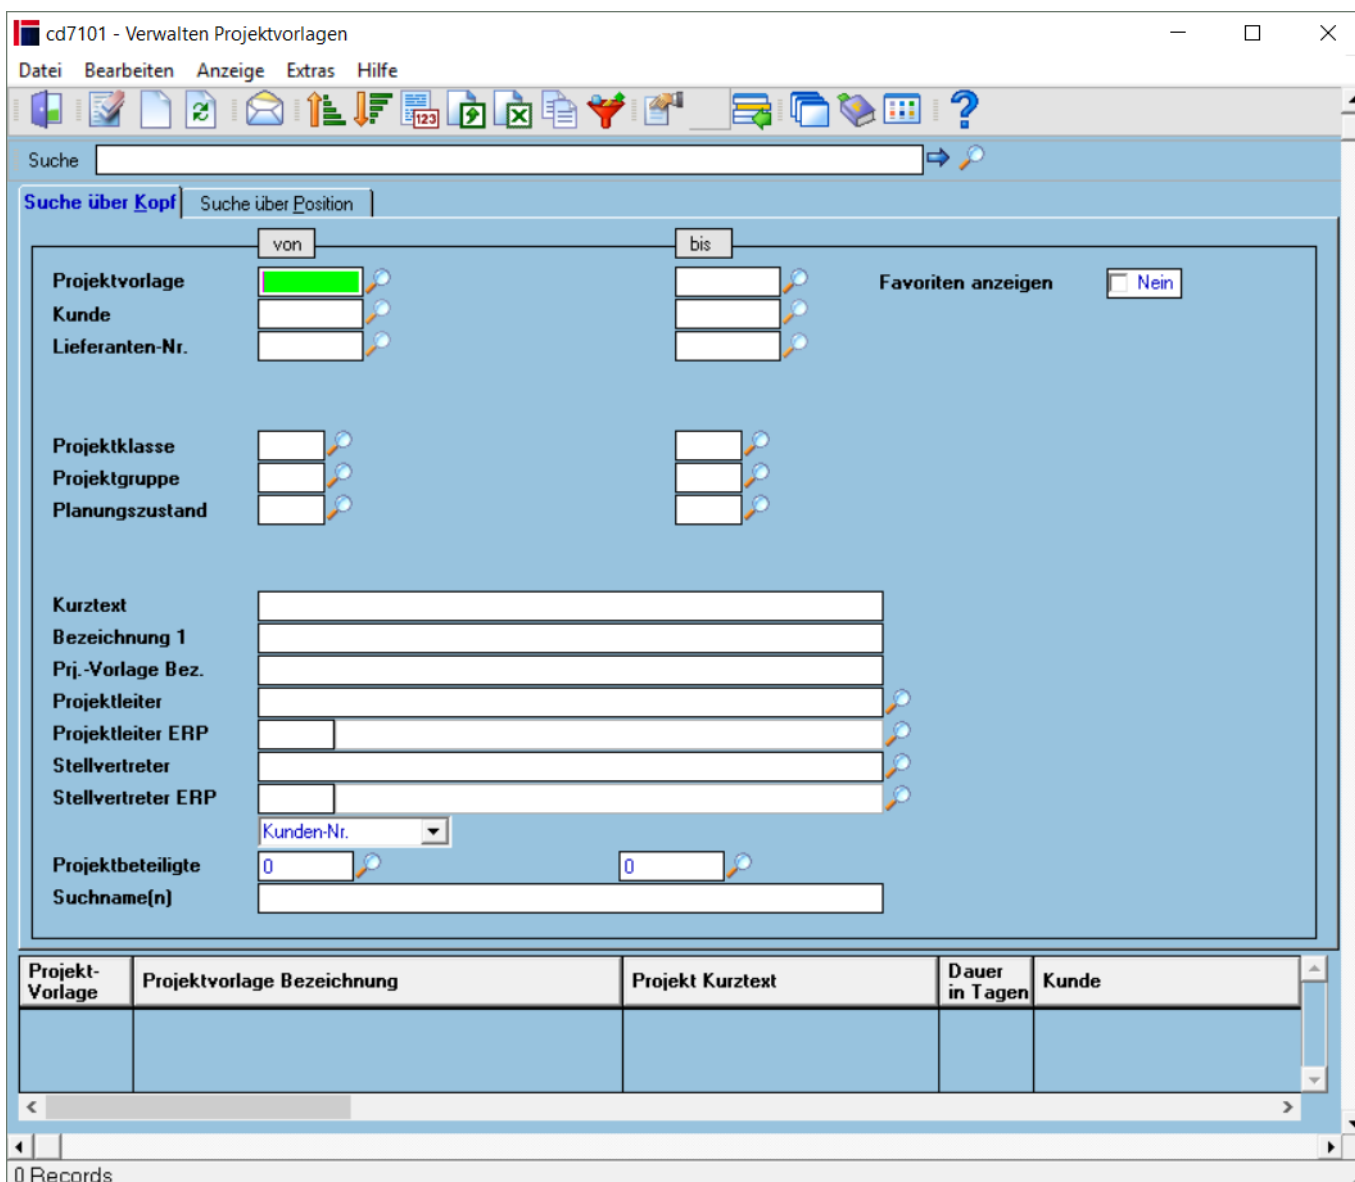 cd7101 - Verwalten Projektvorlagen
Datei Bearbeiten Anzeige Extras Hilfe
123
Suche
Suche über Kopf Suche über Position
von bis
Projektvorlage Favoriten anzeigen Nein
Kunde
Lieferanten-Nr.
Projektklasse
Projektgruppe
Planungszustand
Kurztext
Bezeichnung 1
Prj.-Vorlage Bez.
Projektleiter
Projektleiter ERP
Stellvertreter
Stellvertreter ERP
Kunden-Nr.
Projektbeteiligte 0 0
Suchname(n)
Projekt-
Vorlage
Projektvorlage Bezeichnung
Projekt Kurztext
Dauer
in Tagen
Kunde
0 Records